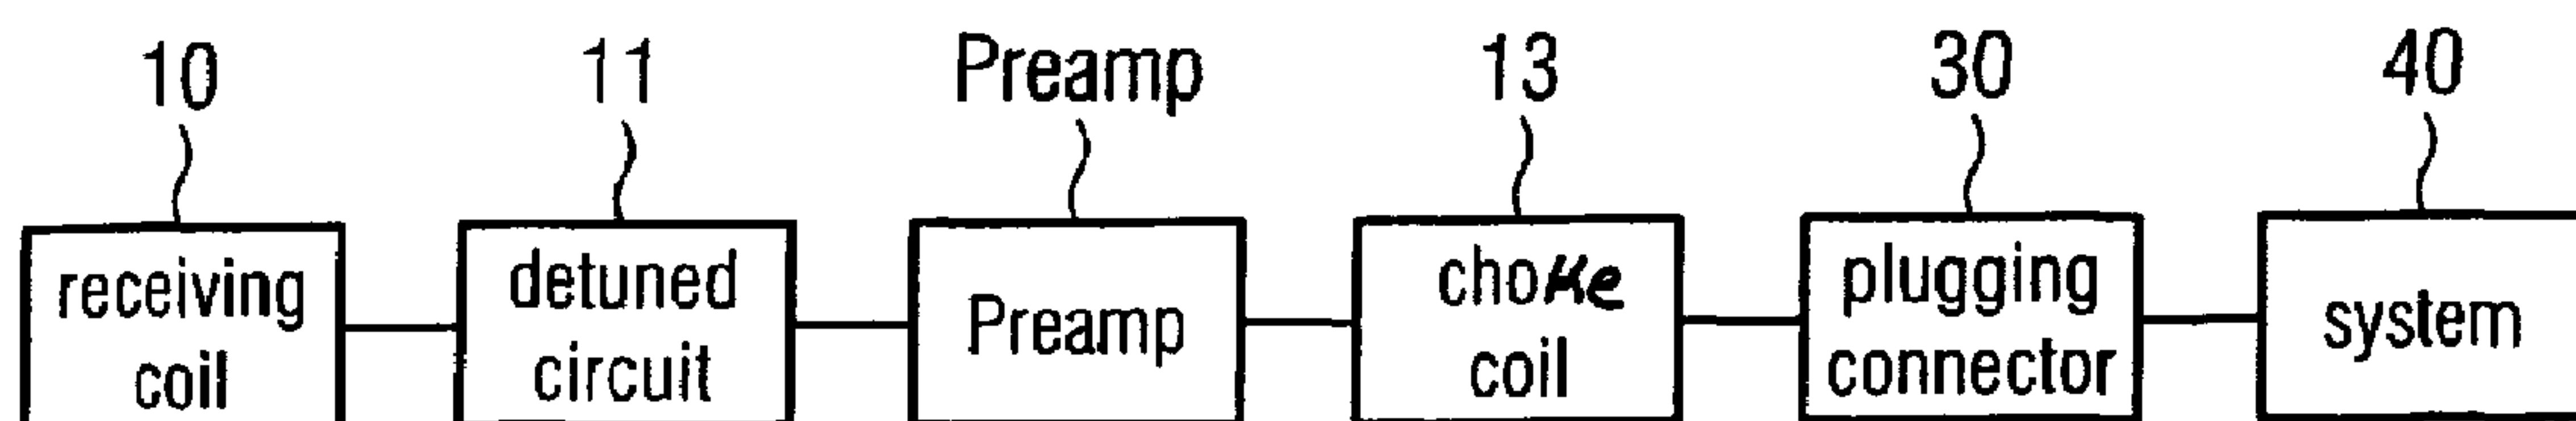 10 11 Preamp 13 30 40
receiving
coil
detuned
circuit
Preamp
choke
coil
plugging
connector
system